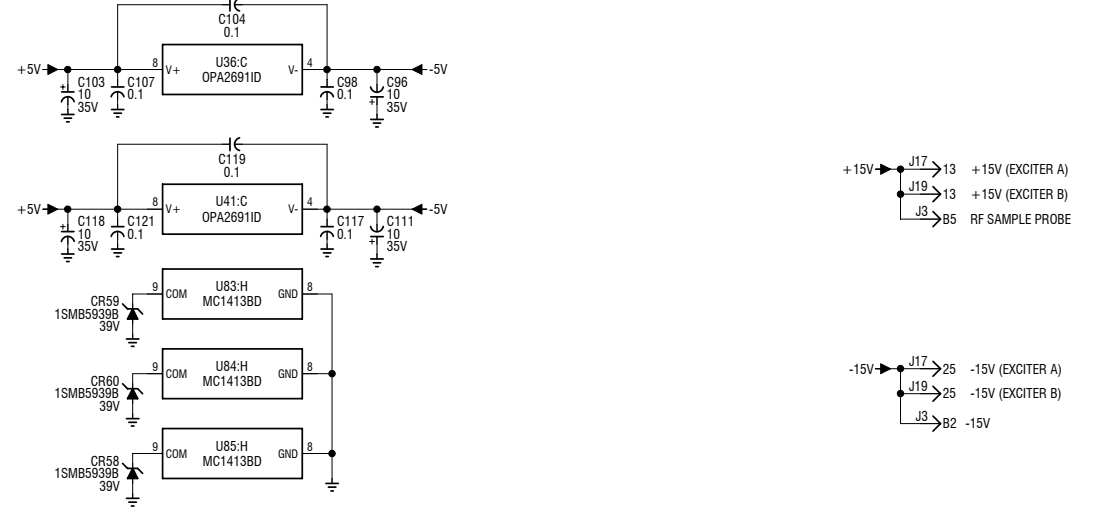 C104
0.1
+5V
8
V+
U36:C
OPA2691ID
V-
4
-5V
+
C103
10
35V
C107
0.1
C98
0.1
+
C96
10
35V
C119
0.1
+5V
8
V+
U41:C
OPA2691ID
V-
4
-5V
+
C118
10
35V
C121
0.1
C117
0.1
+
C111
10
35V
CR59
1SMB5939B
39V
9
COM
U83:H
MC1413BD
GND
8
CR60
1SMB5939B
39V
9
COM
U84:H
MC1413BD
GND
8
CR58
1SMB5939B
39V
9
COM
U85:H
MC1413BD
GND
8
+15V
J17
13 +15V (EXCITER A)
J19
13 +15V (EXCITER B)
J3
B5 RF SAMPLE PROBE
-15V
J17
25 -15V (EXCITER A)
J19
25 -15V (EXCITER B)
J3
B2 -15V